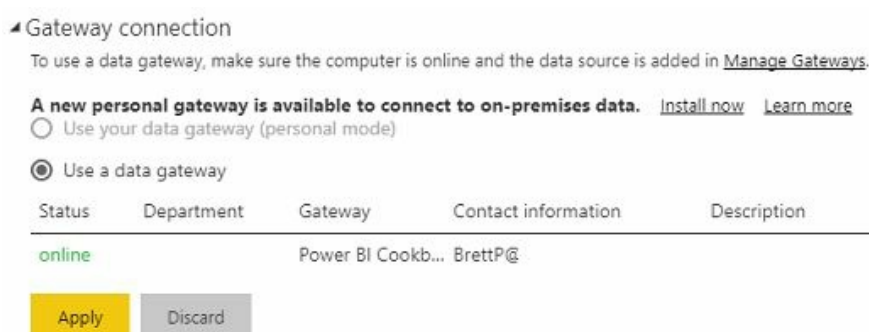 Gateway connection
To use a data gateway, make sure the computer is online and the data source is added in Manage Gateways.
A new personal gateway is available to connect to on-premises data. Install now Learn more
Use your data gateway (personal mode)
Use a data gateway
Status Department Gateway Contact information Description
online Power BI Cookb... BrettP@
Apply Discard